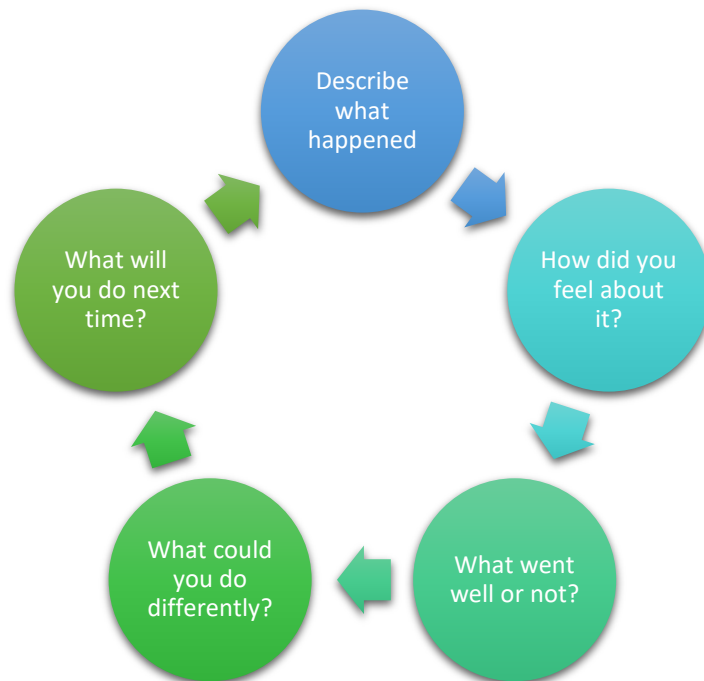 Describe
what
happened
How did you
feel about
it?
What went
well or not?
What could
you do
differently?
What will
you do next
time?